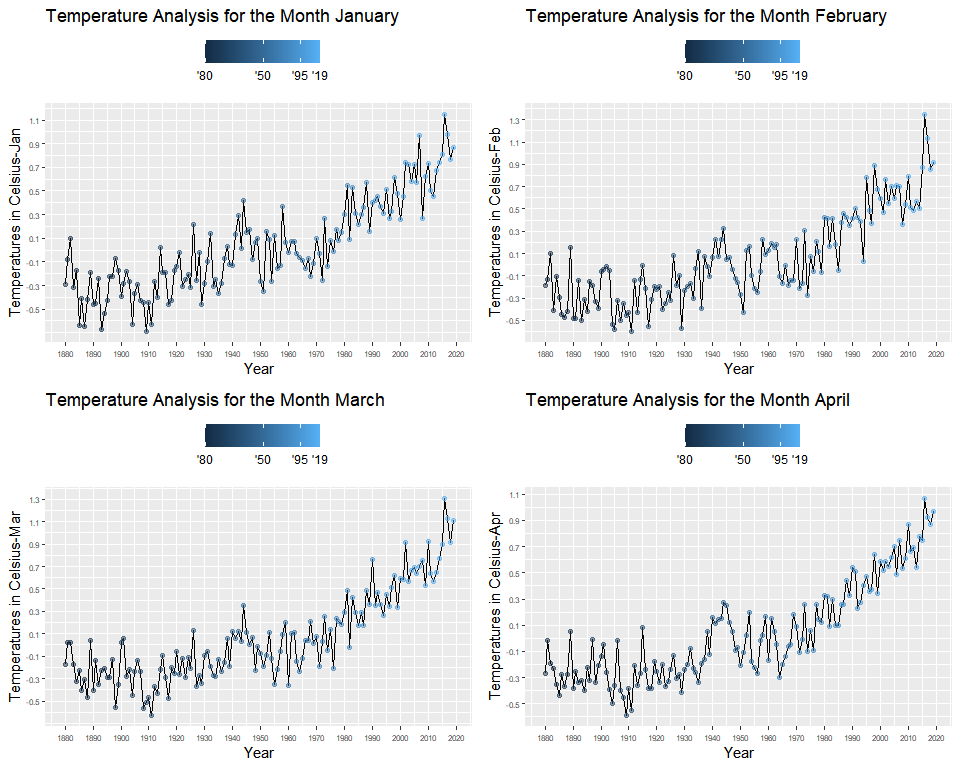 Temperature Analysis for the Month January
'80 '50 '95 '19
Temperatures in Celsius-Jan
1.1
0.9
0.7
0.5
0.3
0.1
-0.1
-0.3
-0.5
1880 1890 1900 1910 1920 1930 1940 1950 1960 1970 1980 1990 2000 2010 2020
Year
Temperature Analysis for the Month February
'80 '50 '95 '19
Temperatures in Celsius-Feb
1.3
1.1
0.9
0.7
0.5
0.3
0.1
-0.1
-0.3
-0.5
1880 1890 1900 1910 1920 1930 1940 1950 1960 1970 1980 1990 2000 2010 2020
Year
Temperature Analysis for the Month March
'80 '50 '95 '19
Temperatures in Celsius-Mar
1.3
1.1
0.9
0.7
0.5
0.3
0.1
-0.1
-0.3
-0.5
1880 1890 1900 1910 1920 1930 1940 1950 1960 1970 1980 1990 2000 2010 2020
Year
Temperature Analysis for the Month April
'80 '50 '95 '19
Temperatures in Celsius-Apr
1.1
0.9
0.7
0.5
0.3
0.1
-0.1
-0.3
-0.5
1880 1890 1900 1910 1920 1930 1940 1950 1960 1970 1980 1990 2000 2010 2020
Year